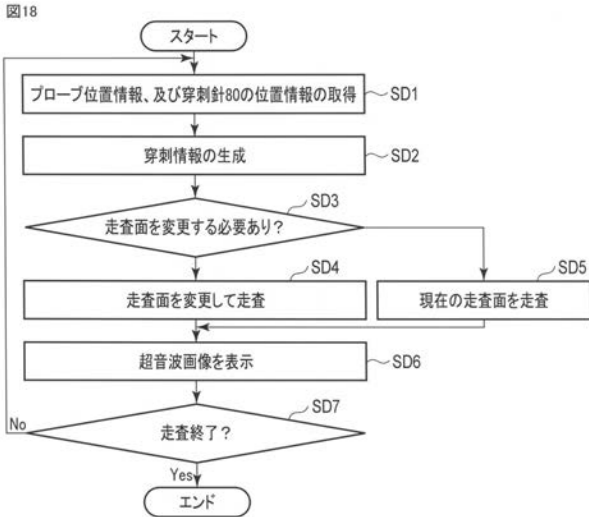 図18
スタート
プローブ位置情報、及び穿刺針80の位置情報の取得
SD1
穿刺情報の生成
SD2
SD3
走査面を変更する必要あり?
SD4
走査面を変更して走査
SD5
現在の走査面を走査
超音波画像を表示
SD6
SD7
走査終了?
No
Yes
エンド